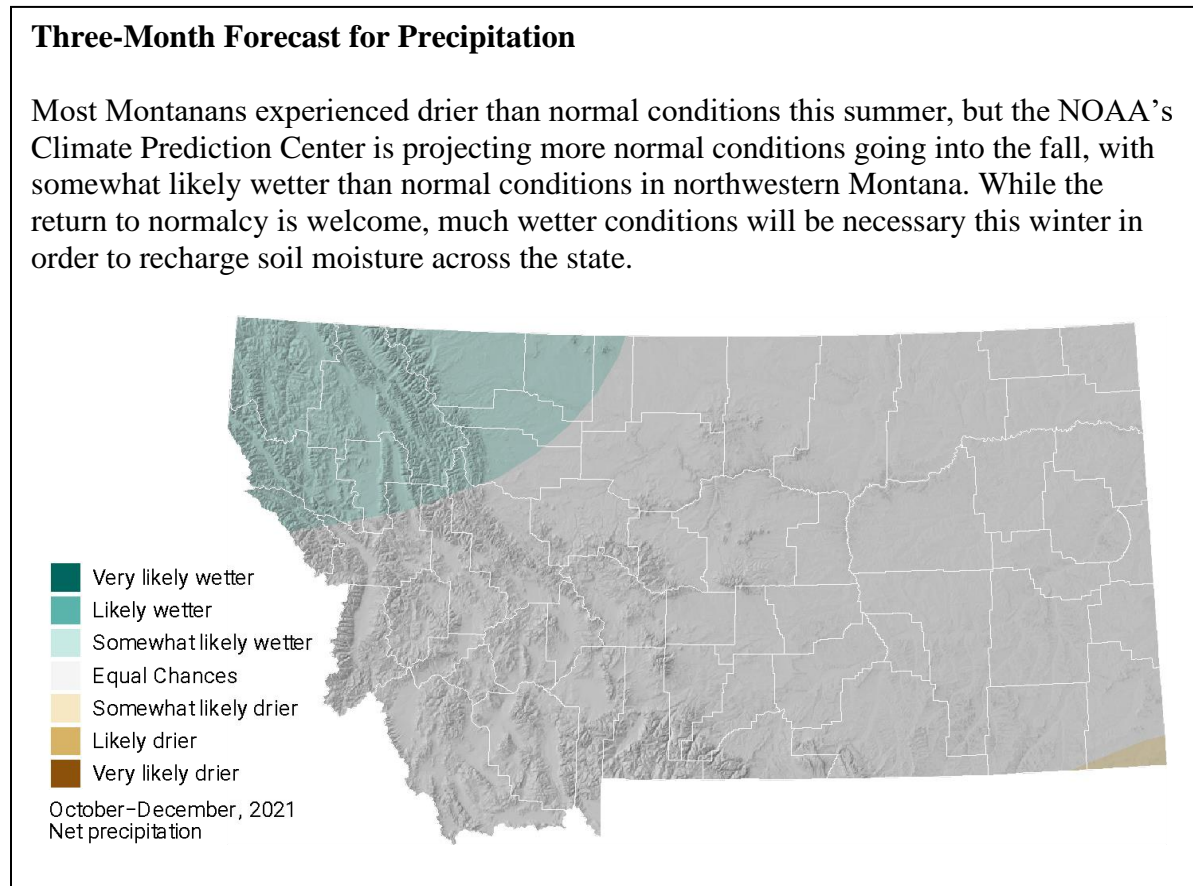 Three-Month Forecast for Precipitation
Most Montanans experienced drier than normal conditions this summer, but the NOAA's
Climate Prediction Center is projecting more normal conditions going into the fall, with
somewhat likely wetter than normal conditions in northwestern Montana. While the
return to normalcy is welcome, much wetter conditions will be necessary this winter in
order to recharge soil moisture across the state.
Very likely wetter
Likely wetter
Somewhat likely wetter
Equal Chances
Somewhat likely drier
Likely drier
Very likely drier
October–December, 2021
Net precipitation